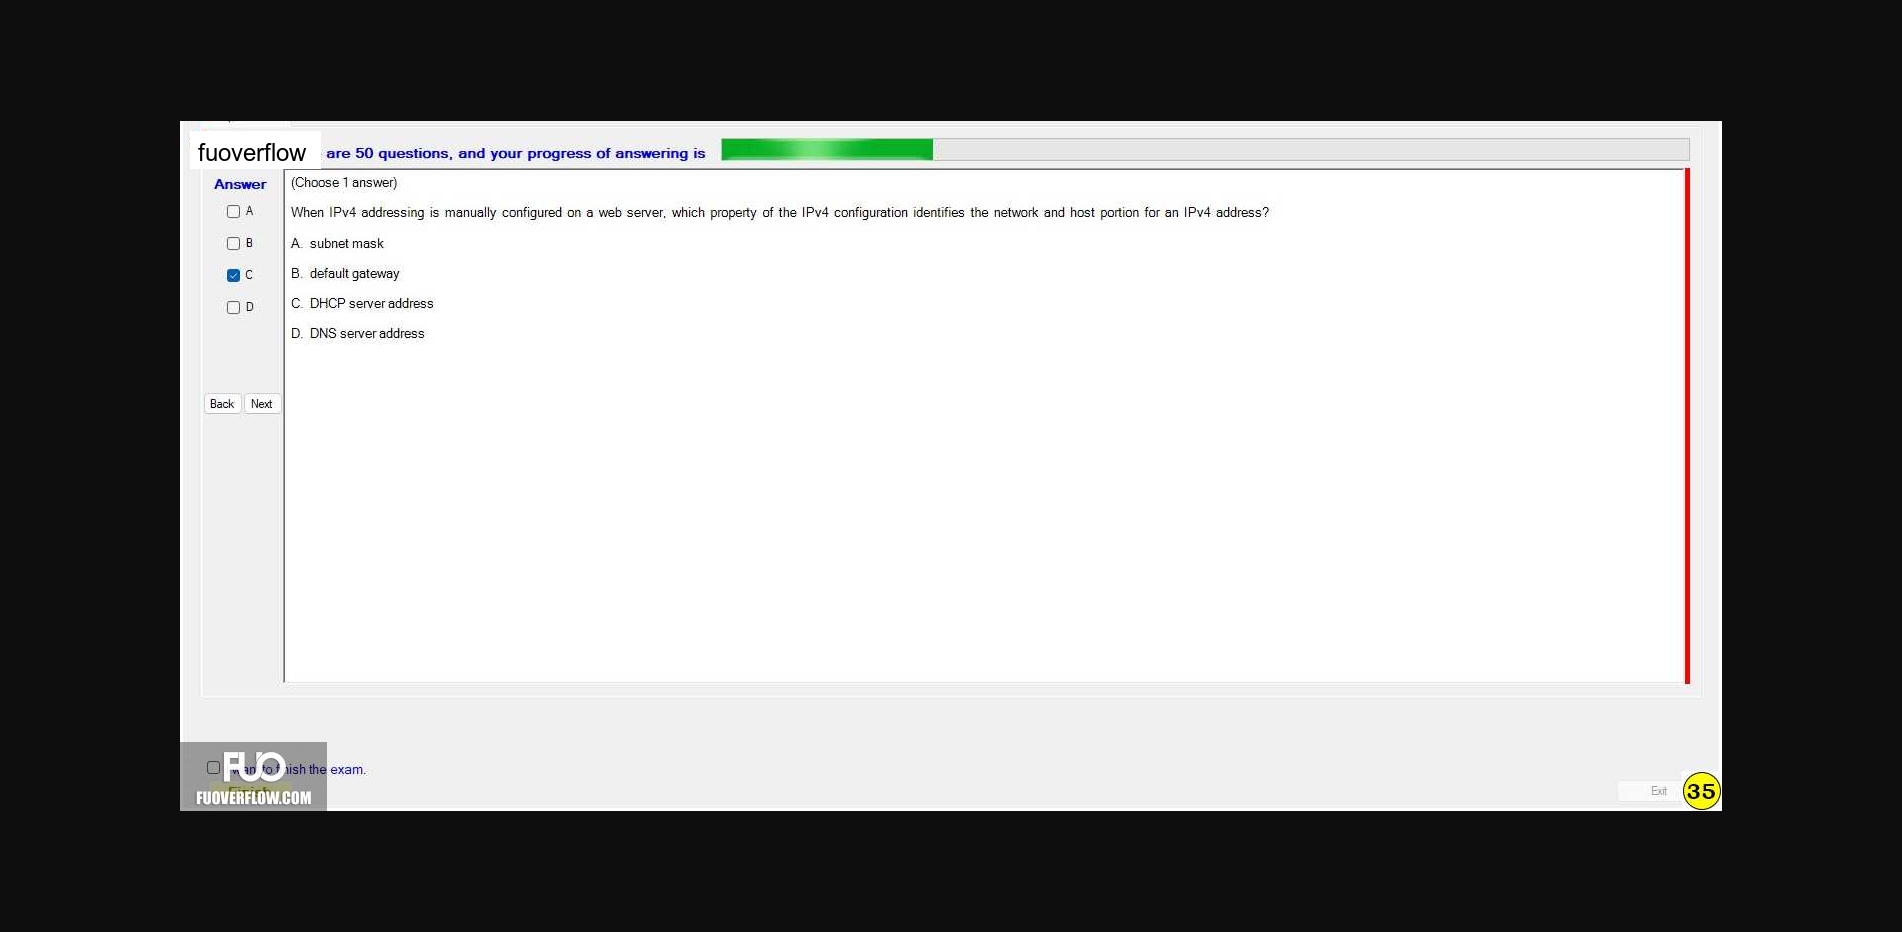 fuoverflow are 50 questions, and your progress of answering is
Answer
(Choose 1 answer)
A
When IPv4 addressing is manually configured on a web server, which property of the IPv4 configuration identifies the network and host portion for an IPv4 address?
B
A. subnet mask
C
B. default gateway
D
C. DHCP server address
D. DNS server address
Back Next
I want to finish the exam.
FUO
Finish
FUOVERFLOW.COM
Exit
35